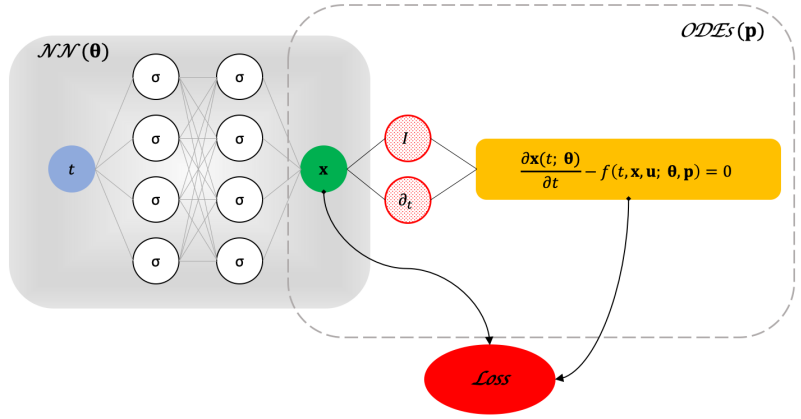 𝒩𝒩(θ)
𝒪𝒟ℰs(p)
σ σ
σ σ
t x I ∂x(t; θ)/∂t − f(t, x, u; θ, p) = 0
∂ₜ
σ σ
σ σ
Loss